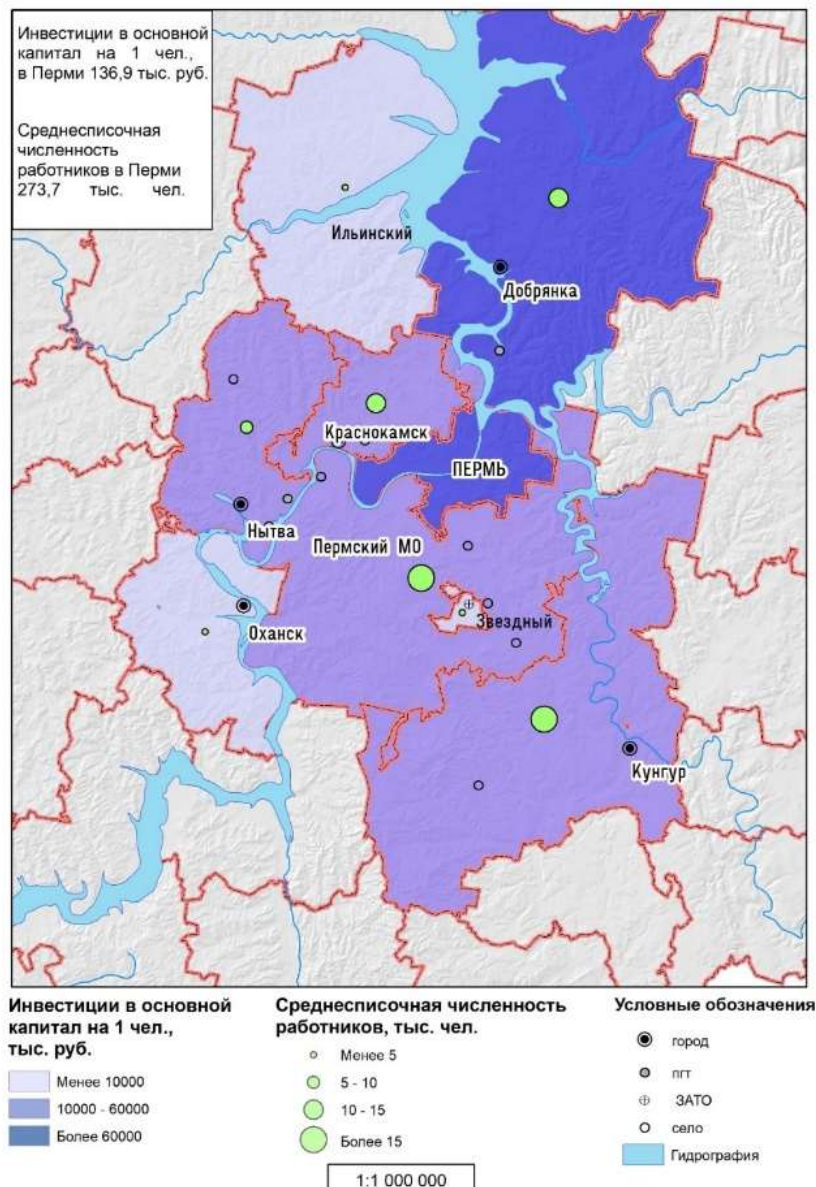 Инвестиции в основной
капитал на 1 чел.,
в Перми 136,9 тыс. руб.
Среднесписочная
численность
работников в Перми
273,7 тыс. чел.
Ильинский
Добрянка
Краснокамск
ПЕРМЬ
Нытва
Пермский МО
Звездный
Оханск
Кунгур
Инвестиции в основной
капитал на 1 чел.,
тыс. руб.
Менее 10000
10000 - 60000
Более 60000
Среднесписочная численность
работников, тыс. чел.
Менее 5
5 - 10
10 - 15
Более 15
1:1 000 000
Условные обозначения
город
пгт
ЗАТО
село
Гидрография